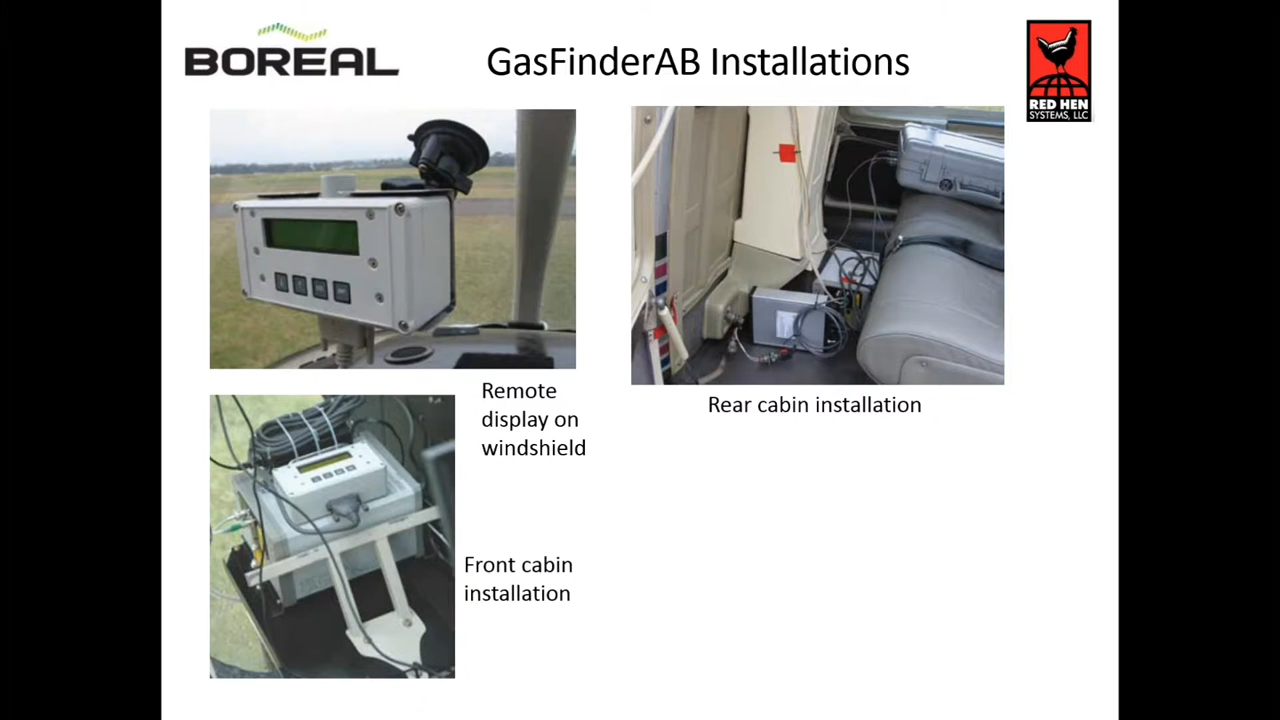 BOREAL
GasFinderAB Installations
RED HEN
SYSTEMS, LLC
Remote
display on
windshield
Rear cabin installation
Front cabin
installation